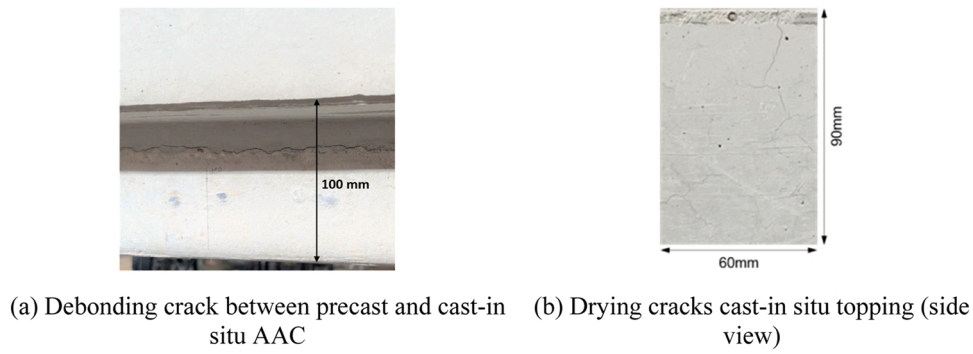 100 mm
90mm
60mm
(a) Debonding crack between precast and cast-in
situ AAC
(b) Drying cracks cast-in situ topping (side
view)